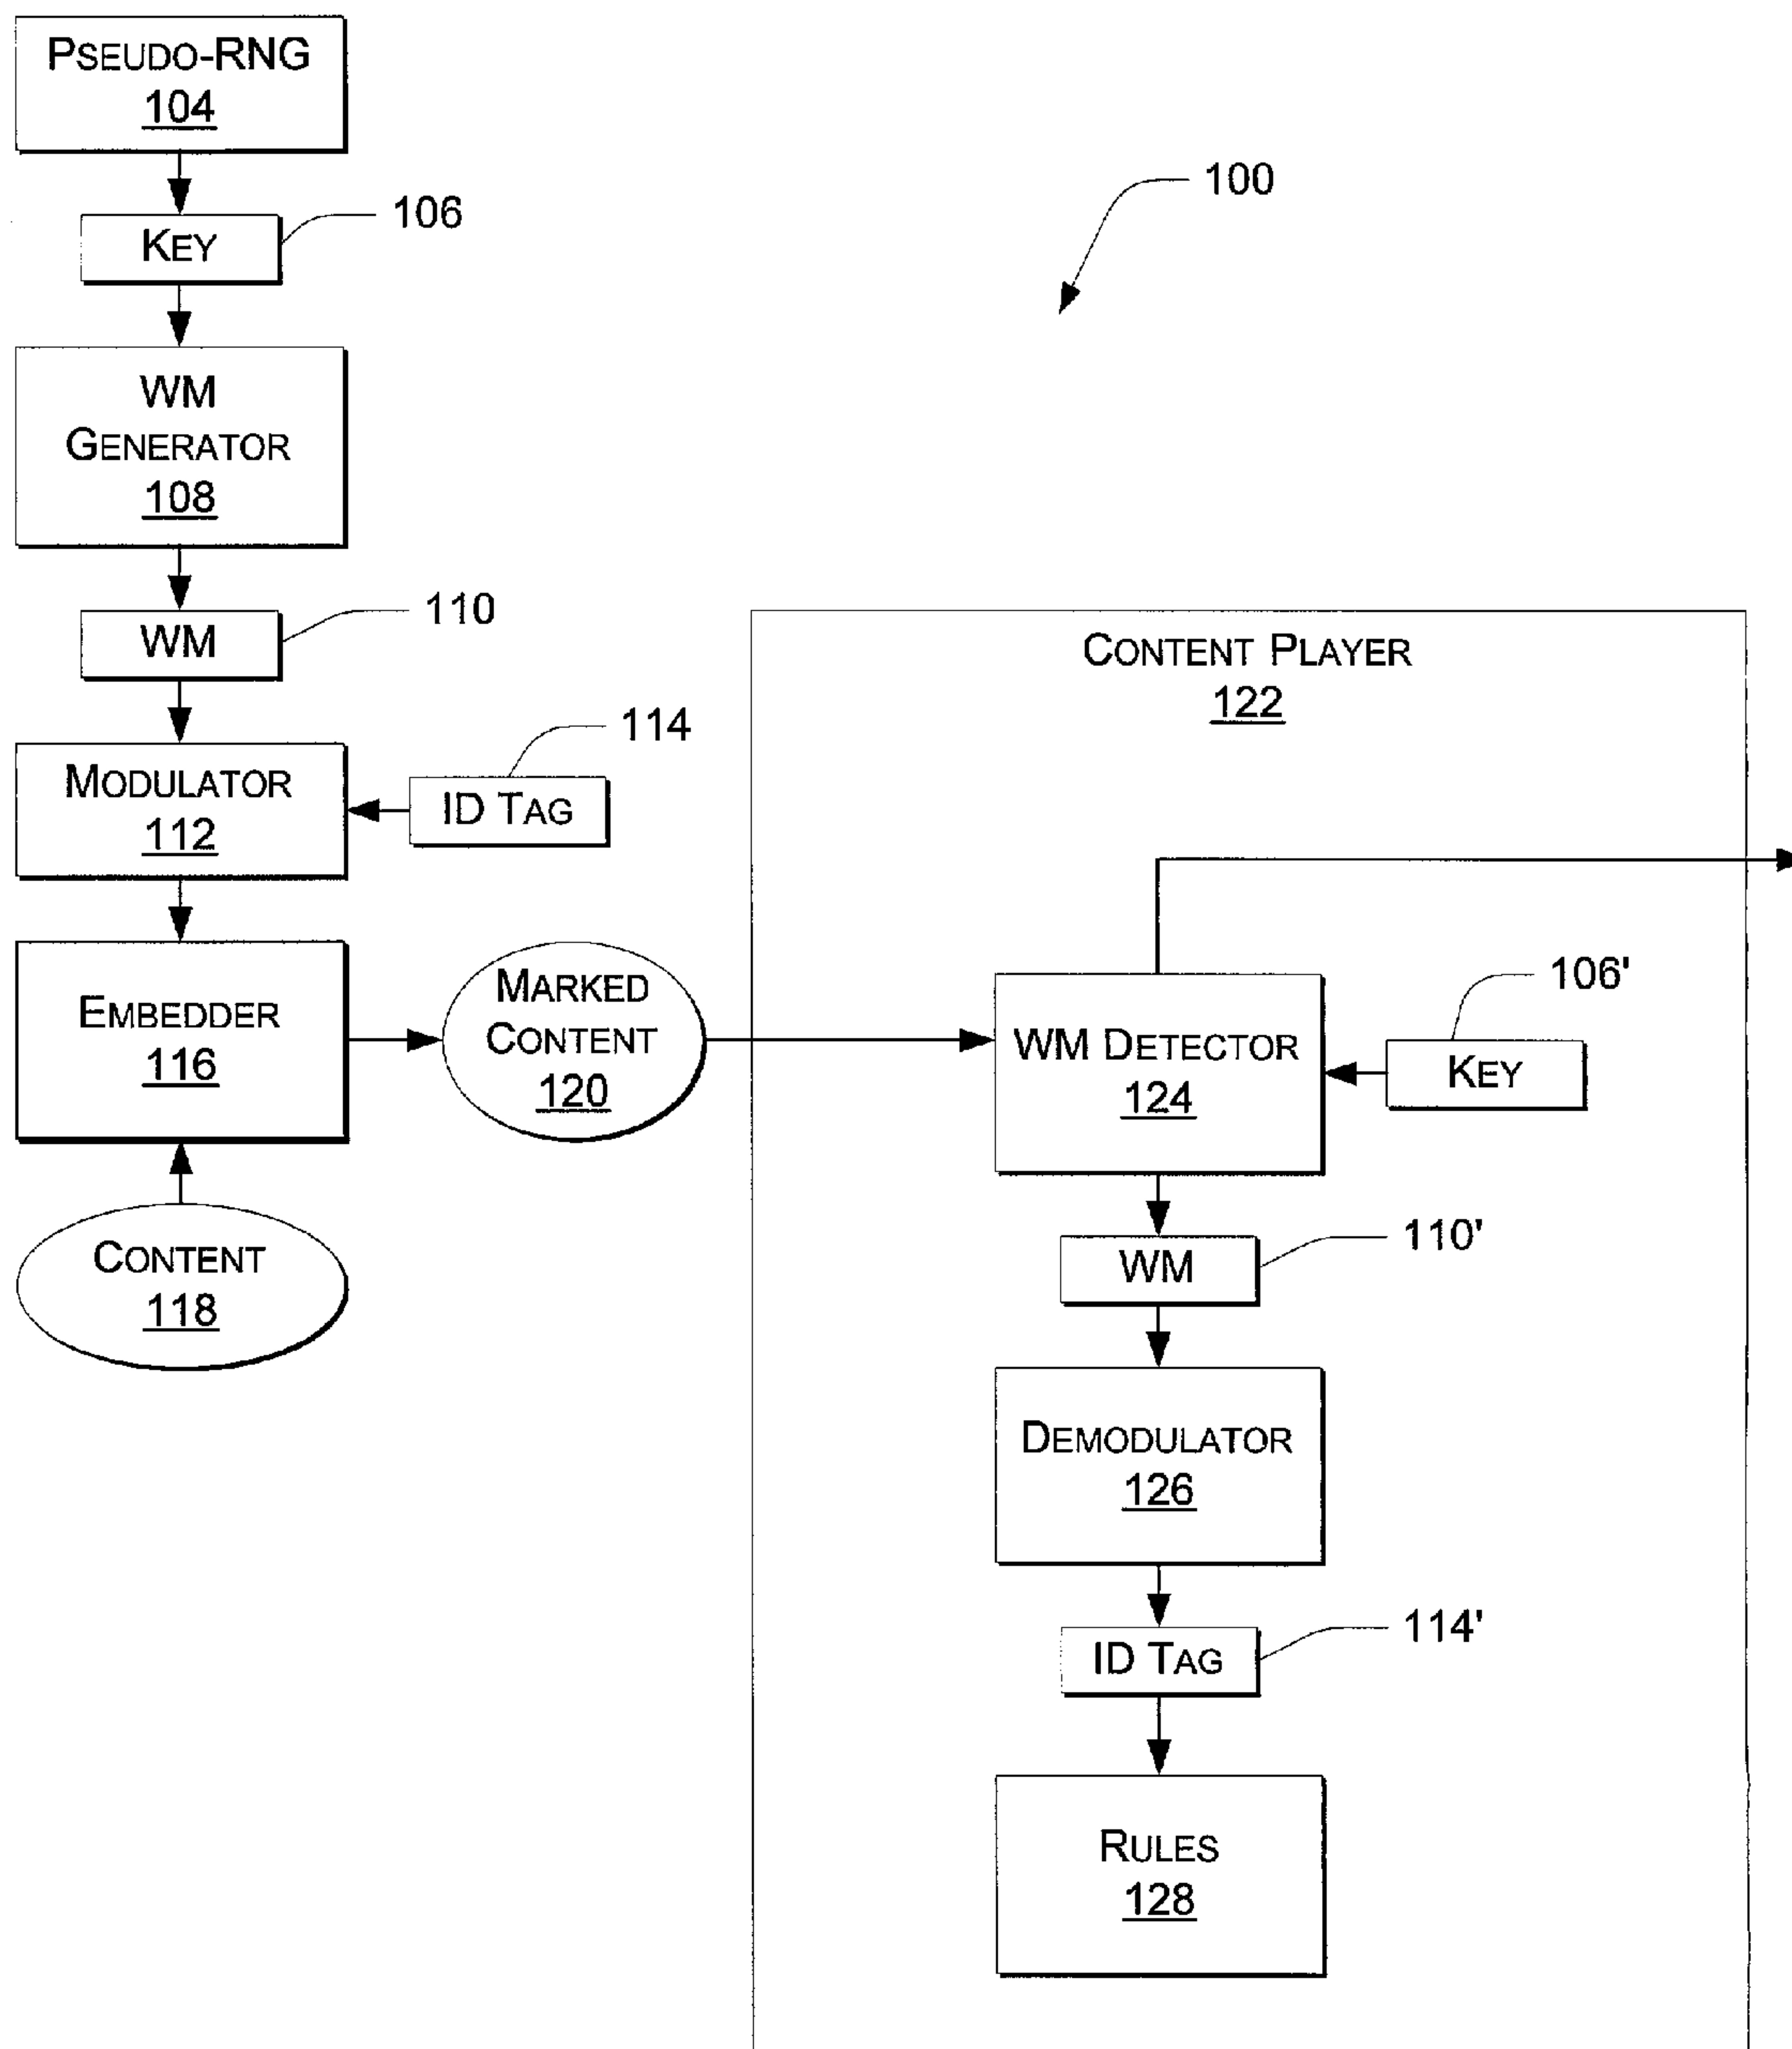 PSEUDO-RNG
104
106
KEY
100
WM
GENERATOR
108
110
WM
114
MODULATOR
112
ID TAG
EMBEDDER
116
CONTENT
118
MARKED
CONTENT
120
CONTENT PLAYER
122
WM DETECTOR
124
106'
KEY
110'
WM
DEMODULATOR
126
114'
ID TAG
RULES
128